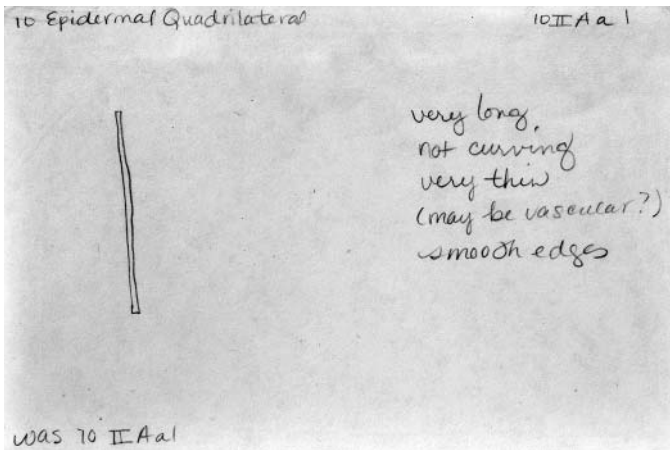 10 Epidermal Quadrilateral
10 II A a 1
very long,
not curving
very thin
(may be vascular?)
smooth edges
was 70 II A a 1